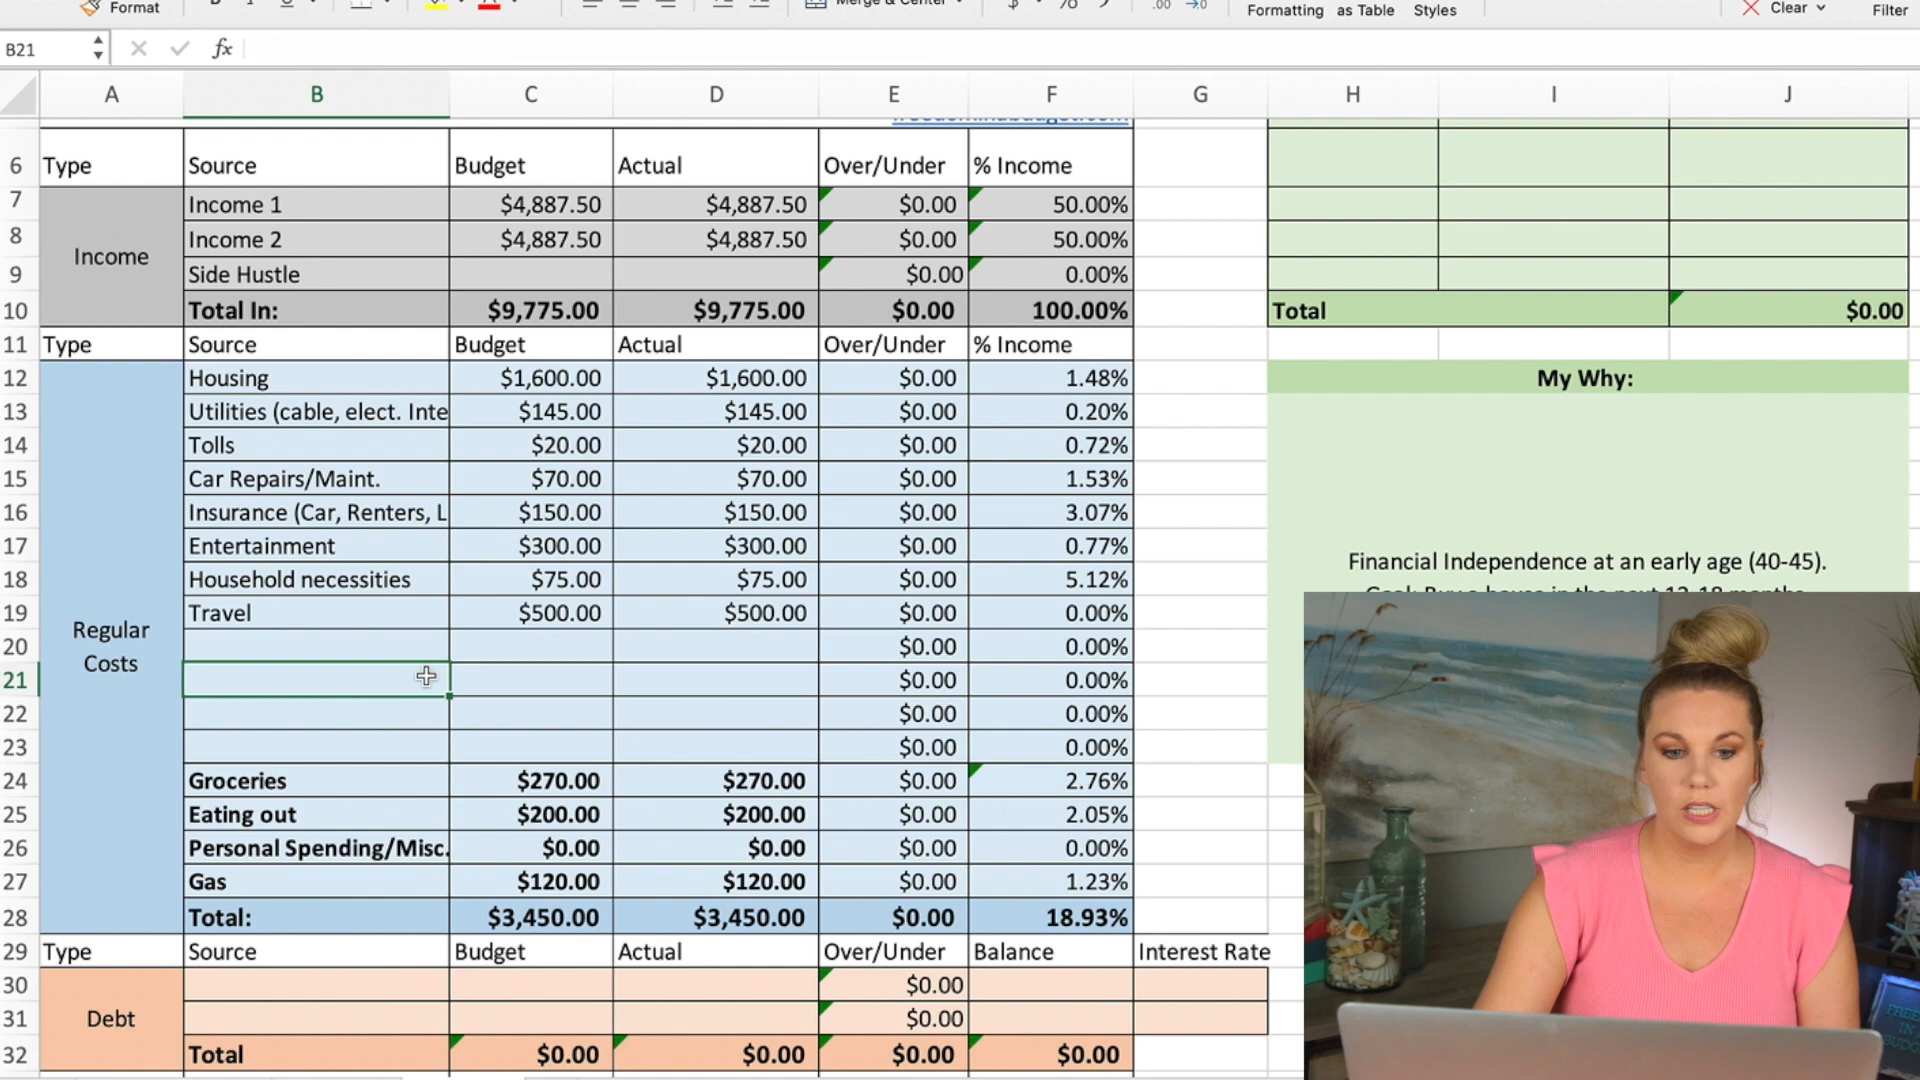 Format
Merge & Center
$ % .00
Formatting as Table Styles
Clear
Filter
B21 fx
A B C D E F G H I J
freedominabudget.com
6 Type Source Budget Actual Over/Under % Income
7 Income 1 $4,887.50 $4,887.50 $0.00 50.00%
8 Income 2 $4,887.50 $4,887.50 $0.00 50.00%
Income
9 Side Hustle $0.00 0.00%
10 Total In: $9,775.00 $9,775.00 $0.00 100.00% Total $0.00
11 Type Source Budget Actual Over/Under % Income
12 Housing $1,600.00 $1,600.00 $0.00 1.48% My Why:
13 Utilities (cable, elect. Inte $145.00 $145.00 $0.00 0.20%
14 Tolls $20.00 $20.00 $0.00 0.72%
15 Car Repairs/Maint. $70.00 $70.00 $0.00 1.53%
16 Insurance (Car, Renters, L $150.00 $150.00 $0.00 3.07%
17 Entertainment $300.00 $300.00 $0.00 0.77%
Financial Independence at an early age (40-45).
18 Household necessities $75.00 $75.00 $0.00 5.12%
Goal: Buy a house in the next 12-18 months
19 Travel $500.00 $500.00 $0.00 0.00%
Regular
Costs
20 $0.00 0.00%
21 $0.00 0.00%
22 $0.00 0.00%
23 $0.00 0.00%
24 Groceries $270.00 $270.00 $0.00 2.76%
25 Eating out $200.00 $200.00 $0.00 2.05%
26 Personal Spending/Misc. $0.00 $0.00 $0.00 0.00%
27 Gas $120.00 $120.00 $0.00 1.23%
28 Total: $3,450.00 $3,450.00 $0.00 18.93%
29 Type Source Budget Actual Over/Under Balance Interest Rate
30 $0.00
31 Debt $0.00
32 Total $0.00 $0.00 $0.00 $0.00
IN